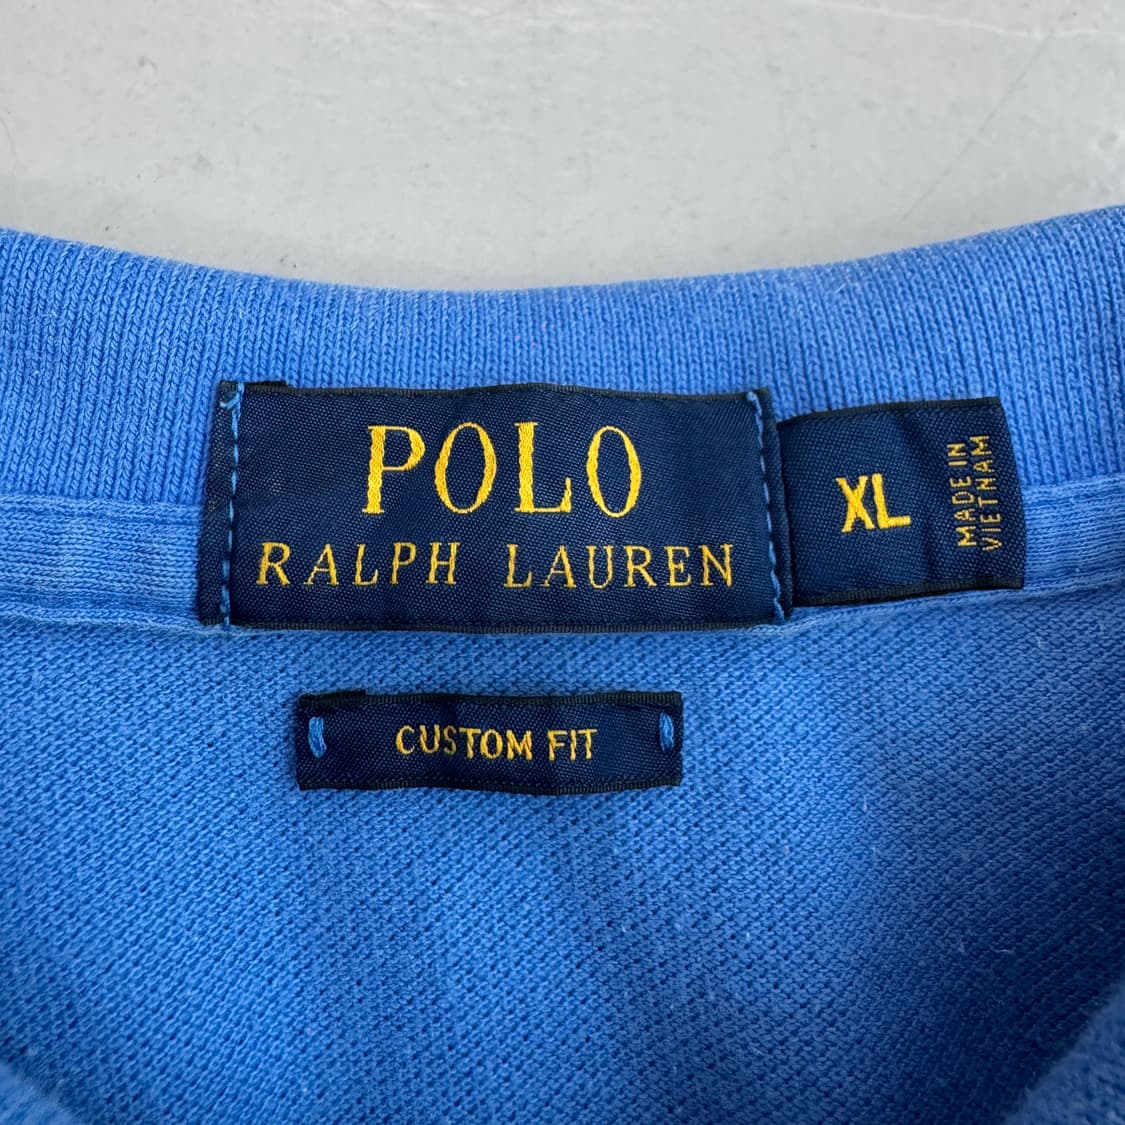 POLO
RALPH LAUREN
XL
MADE IN
VIETNAM
CUSTOM FIT